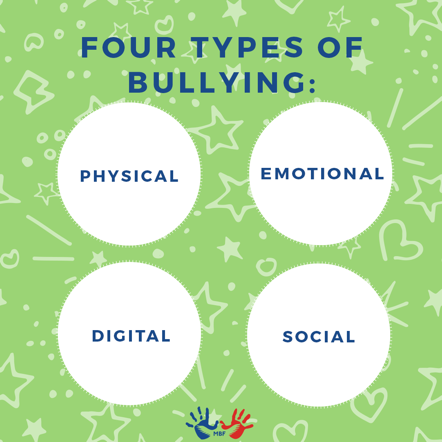 FOUR TYPES OF
BULLYING:
PHYSICAL
EMOTIONAL
DIGITAL
SOCIAL
MBF